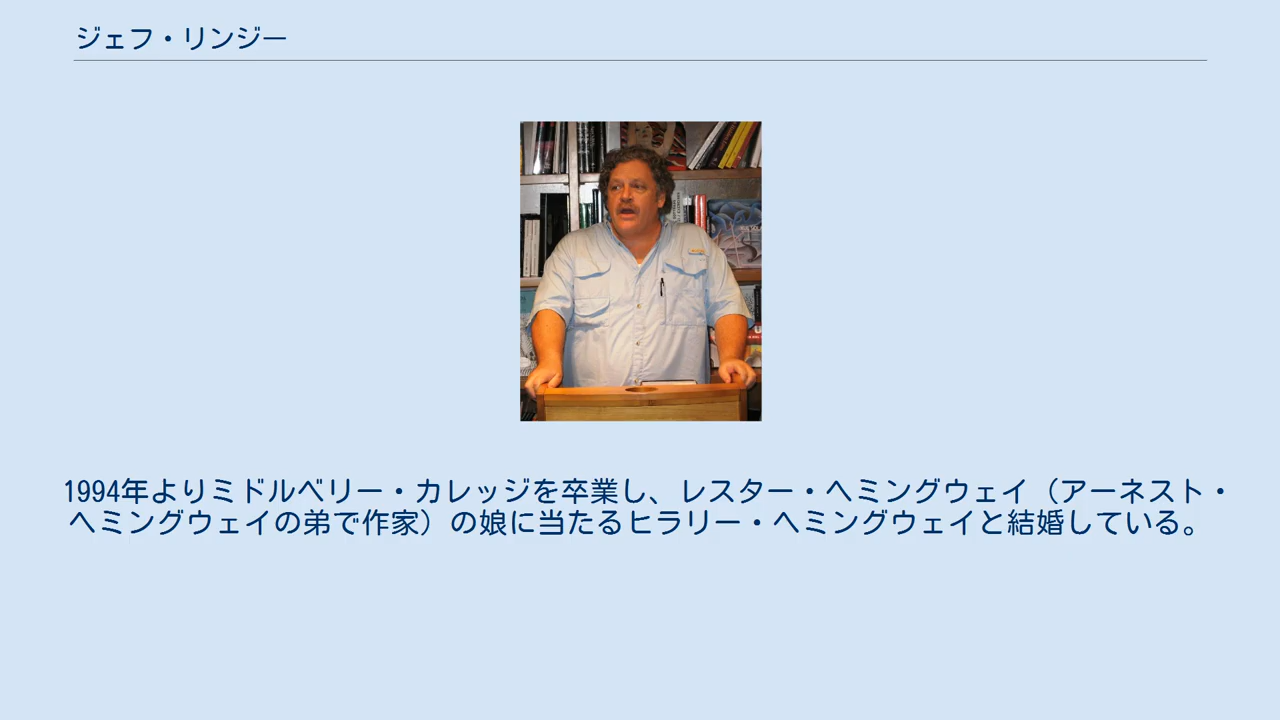 ジェフ・リンジー
1994年よりミドルベリー・カレッジを卒業し、レスター・ヘミングウェイ（アーネスト・
ヘミングウェイの弟で作家）の娘に当たるヒラリー・ヘミングウェイと結婚している。